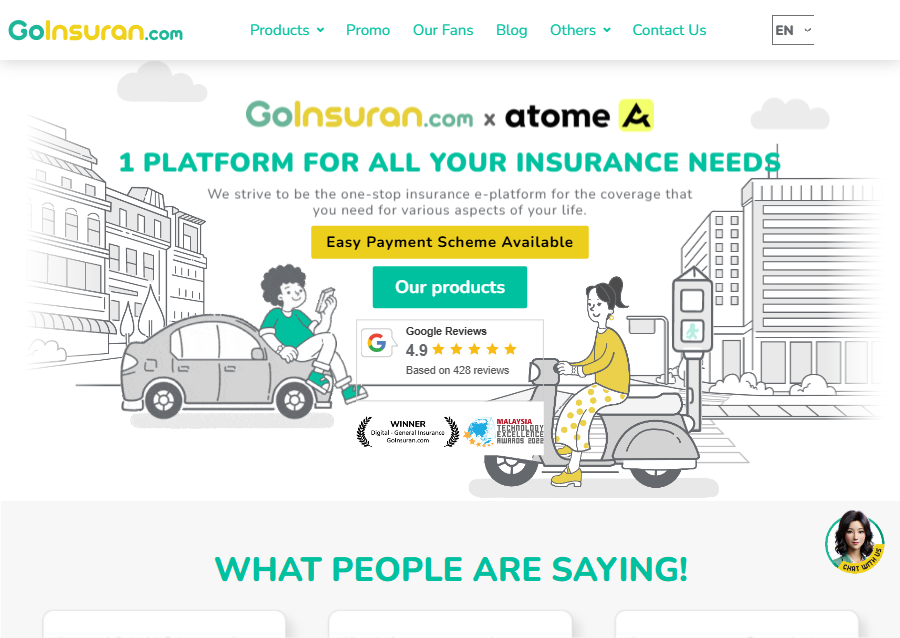 GoInsuran.com
Products Promo Our Fans Blog Others Contact Us EN
GoInsuran.com x atome
1 PLATFORM FOR ALL YOUR INSURANCE NEEDS
We strive to be the one-stop insurance e-platform for the coverage that
you need for various aspects of your life.
Easy Payment Scheme Available
Our products
Google Reviews
4.9
Based on 428 reviews
WINNER
Digital - General Insurance
GoInsuran.com
MALAYSIA
TECHNOLOGY
EXCELLENCE
AWARDS 2022
CHAT WITH US
WHAT PEOPLE ARE SAYING!